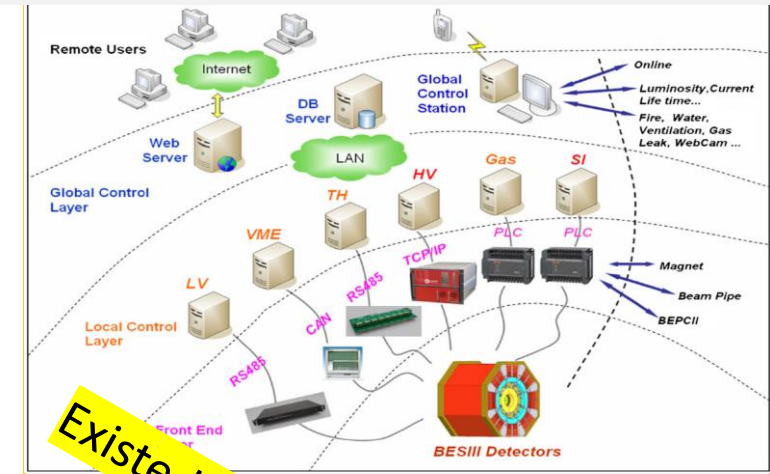 Remote Users
Internet
Web
Server
DB
Server
LAN
Global
Control
Station
Online
Luminosity,Current
Life time...
Fire, Water,
Ventilation, Gas
Leak, WebCam ...
Global Control
Layer
LV
VME
TH
HV
Gas
SI
RS485
CAN
RS485
TCP/IP
PLC
PLC
Magnet
Beam Pipe
BEPCII
Local Control
Layer
Front End
BESIII Detectors